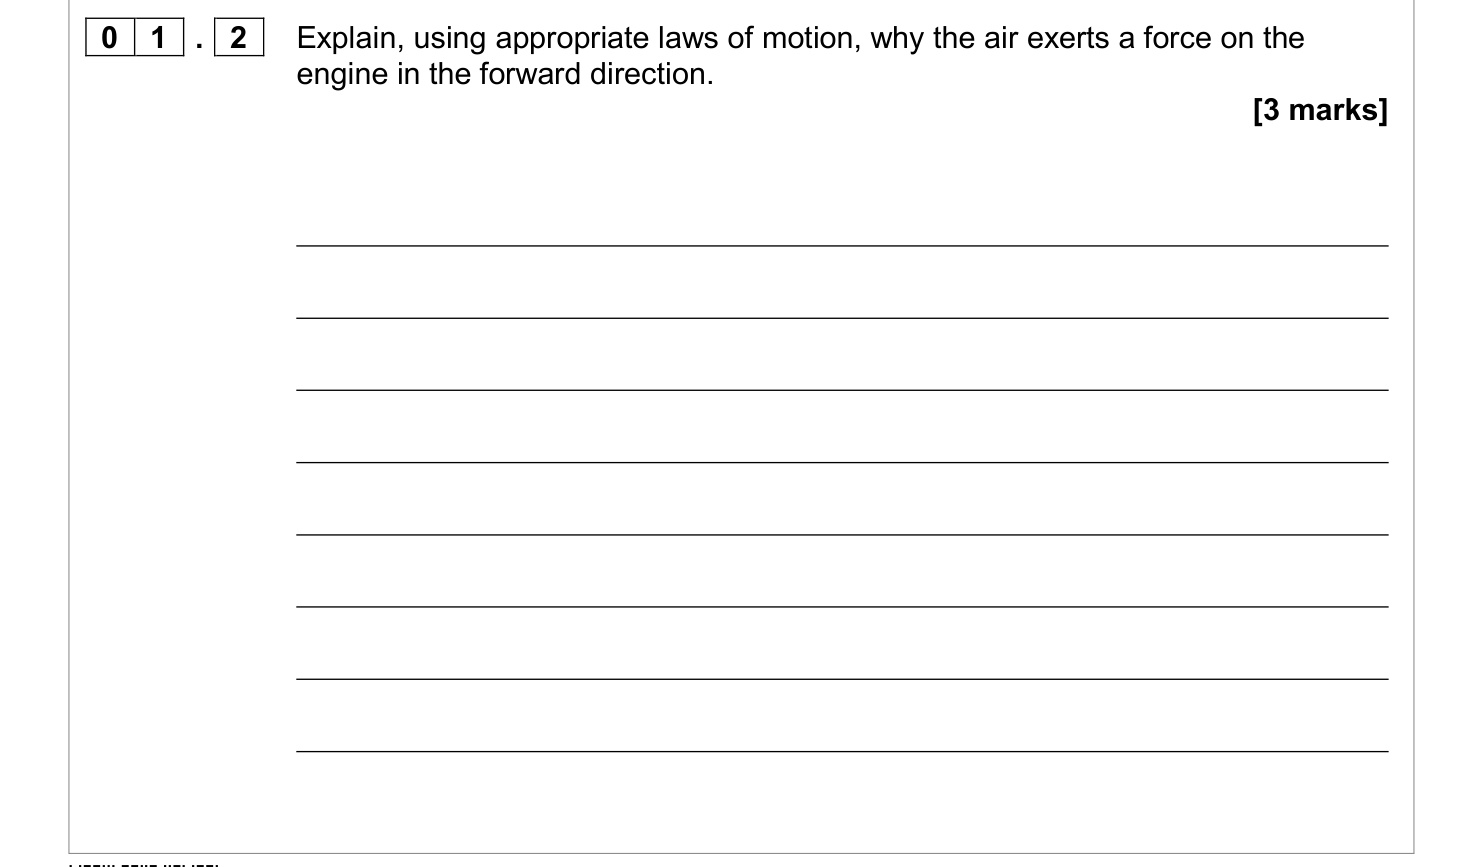 0 1 . 2 Explain, using appropriate laws of motion, why the air exerts a force on the
engine in the forward direction.
[3 marks]